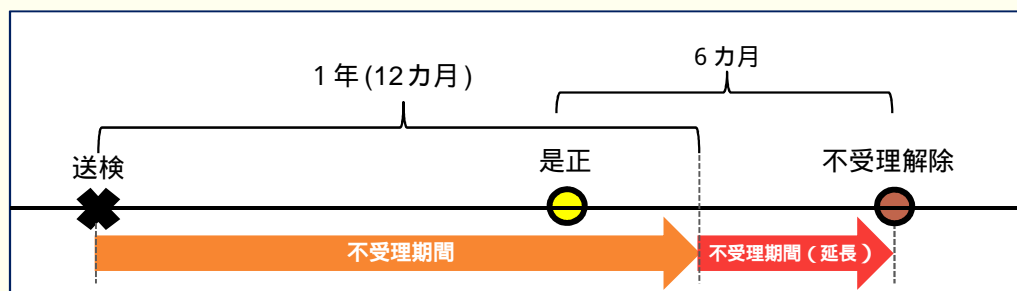 6 カ月
1 年 (12カ月)
送検
是正
不受理解除
不受理期間
不受理期間(延長)